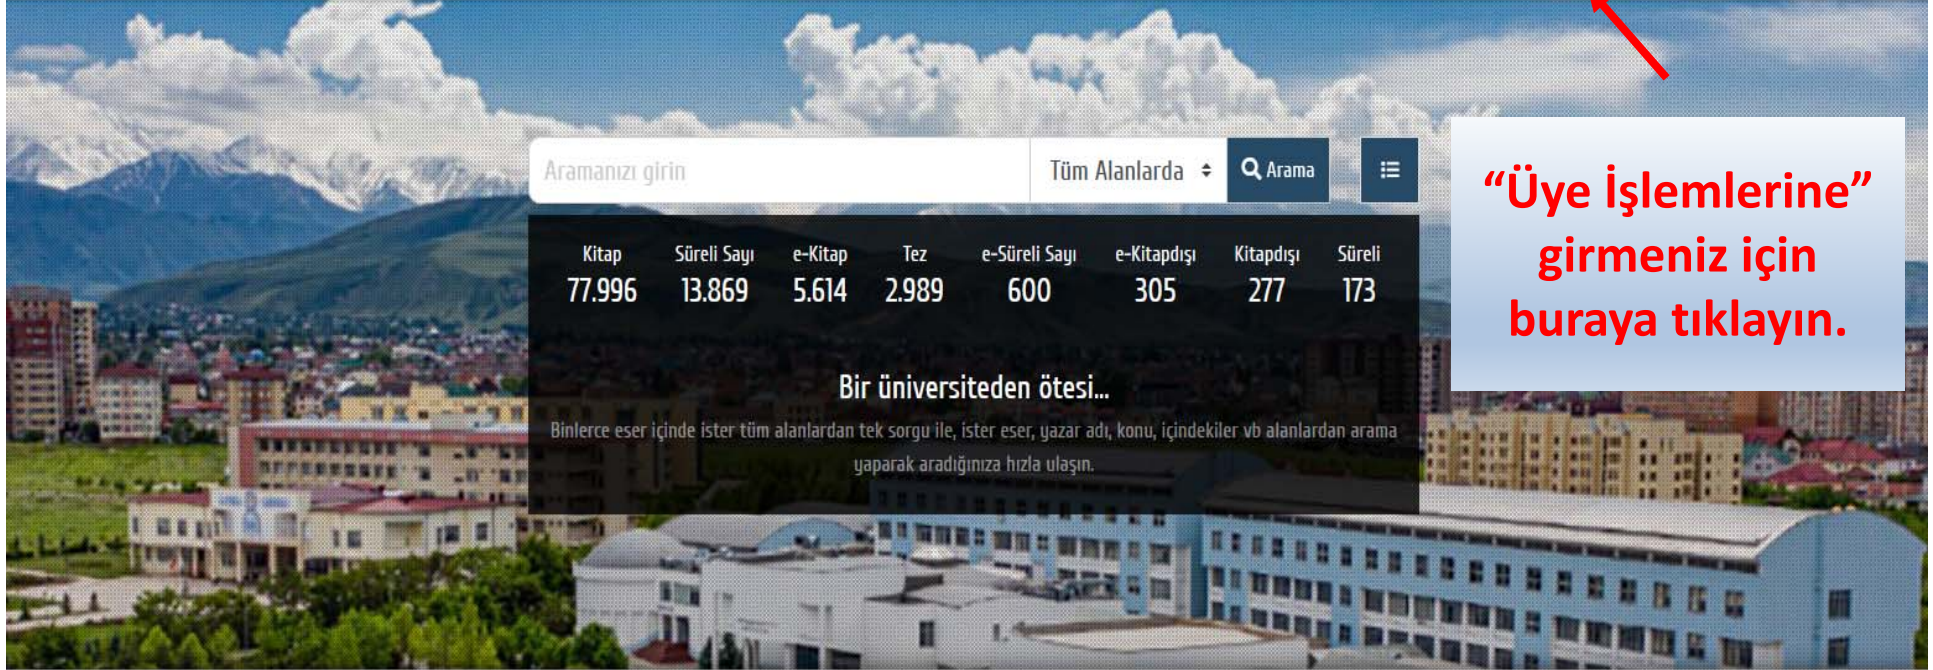 Aramanızı girin
Tüm Alanlarda
Arama
“Üye İşlemlerine”
girmeniz için
buraya tıklayın.
Kitap Süreli Sayı e-Kitap Tez e-Süreli Sayı e-Kitapdışı Kitapdışı Süreli
77.996 13.869 5.614 2.989 600 305 277 173
Bir üniversiteden ötesi...
Binlerce eser içinde ister tüm alanlardan tek sorgu ile, ister eser, yazar adı, konu, içindekiler vb alanlardan arama
yaparak aradığınıza hızla ulaşın.